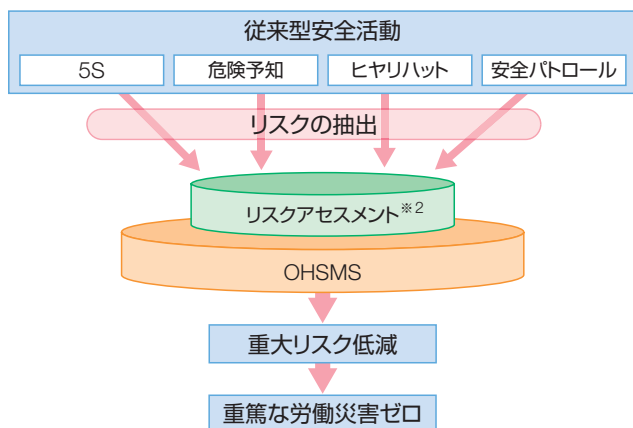 従来型安全活動
5S
危険予知
ヒヤリハット
安全パトロール
リスクの抽出
リスクアセスメント※2
OHSMS
重大リスク低減
重篤な労働災害ゼロ